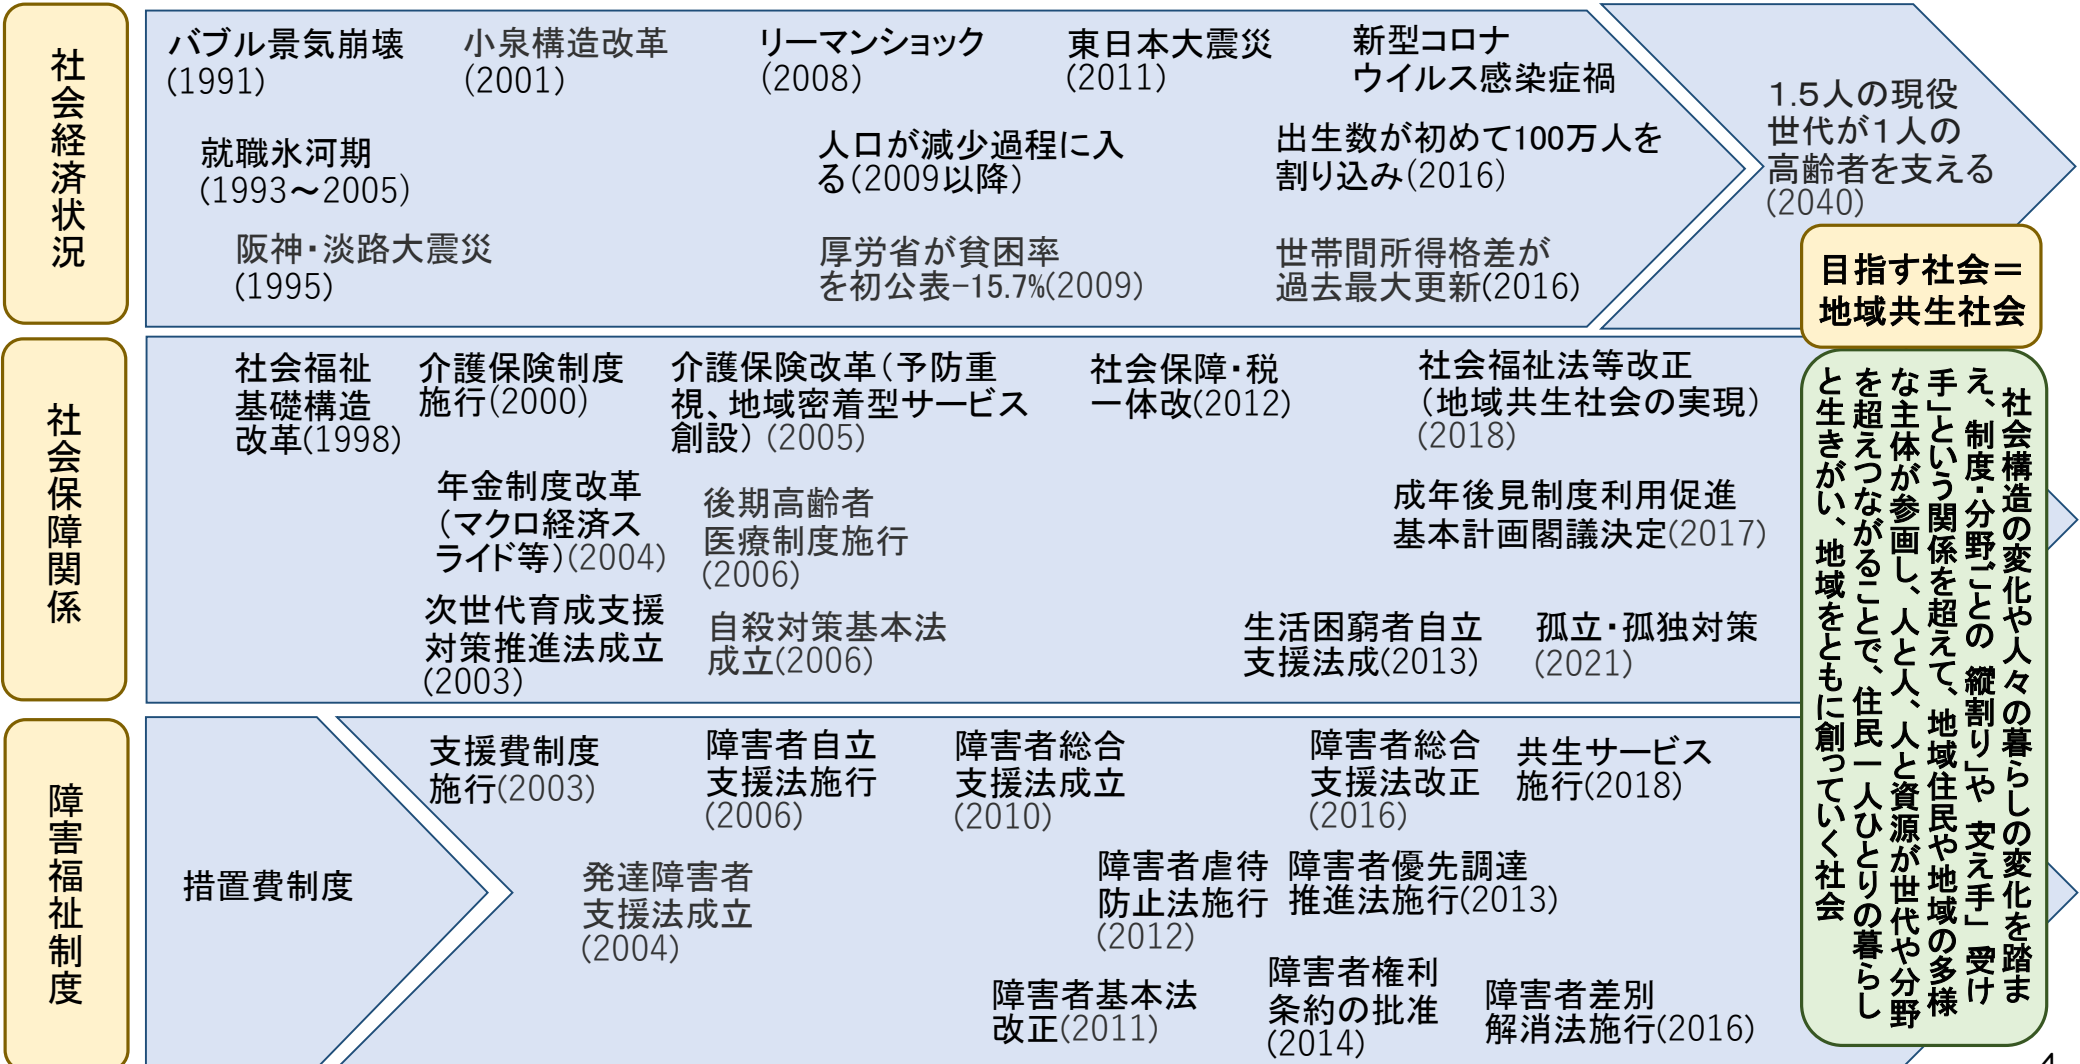 社会経済状況
バブル景気崩壊
(1991)
小泉構造改革
(2001)
リーマンショック
(2008)
東日本大震災
(2011)
新型コロナ
ウイルス感染症禍
就職氷河期
(1993～2005)
人口が減少過程に入
る(2009以降)
出生数が初めて100万人を
割り込み(2016)
阪神・淡路大震災
(1995)
厚労省が貧困率
を初公表-15.7%(2009)
世帯間所得格差が
過去最大更新(2016)
1.5人の現役
世代が1人の
高齢者を支える
(2040)
目指す社会＝
地域共生社会
社会保障関係
社会福祉
基礎構造
改革(1998)
介護保険制度
施行(2000)
介護保険改革(予防重
視、地域密着型サービス
創設) (2005)
社会保障・税
一体改(2012)
社会福祉法等改正
(地域共生社会の実現)
(2018)
年金制度改革
(マクロ経済ス
ライド等)(2004)
後期高齢者
医療制度施行
(2006)
成年後見制度利用促進
基本計画閣議決定(2017)
次世代育成支援
対策推進法成立
(2003)
自殺対策基本法
成立(2006)
生活困窮者自立
支援法成(2013)
孤立・孤独対策
(2021)
社会構造の変化や人々の暮らしの変化を踏ま
え、制度・分野ごとの「縦割り」や「支え手」「受け
手」という関係を超えて、地域住民や地域の多様
な主体が参画し、人と人、人と資源が世代や分野
を超えつながることで、住民一人ひとりの暮らし
と生きがい、地域をともに創っていく社会
障害福祉制度
措置費制度
支援費制度
施行(2003)
障害者自立
支援法施行
(2006)
障害者総合
支援法成立
(2010)
障害者総合
支援法改正
(2016)
共生サービス
施行(2018)
発達障害者
支援法成立
(2004)
障害者虐待
防止法施行
(2012)
障害者優先調達
推進法施行(2013)
障害者基本法
改正(2011)
障害者権利
条約の批准
(2014)
障害者差別
解消法施行(2016)
4